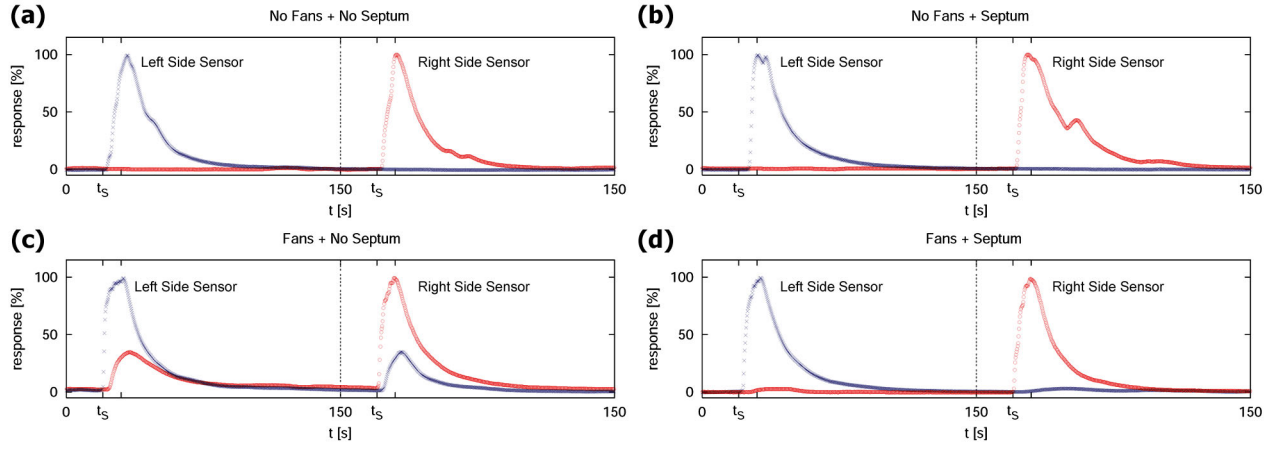 (a)
No Fans + No Septum
response [%]
100
50
0
Left Side Sensor
Right Side Sensor
0
tS
150
tS
150
t [s]
(b)
No Fans + Septum
response [%]
100
50
0
Left Side Sensor
Right Side Sensor
0
tS
150
tS
150
t [s]
(c)
Fans + No Septum
response [%]
100
50
0
Left Side Sensor
Right Side Sensor
0
tS
150
tS
150
t [s]
(d)
Fans + Septum
response [%]
100
50
0
Left Side Sensor
Right Side Sensor
0
tS
150
tS
150
t [s]